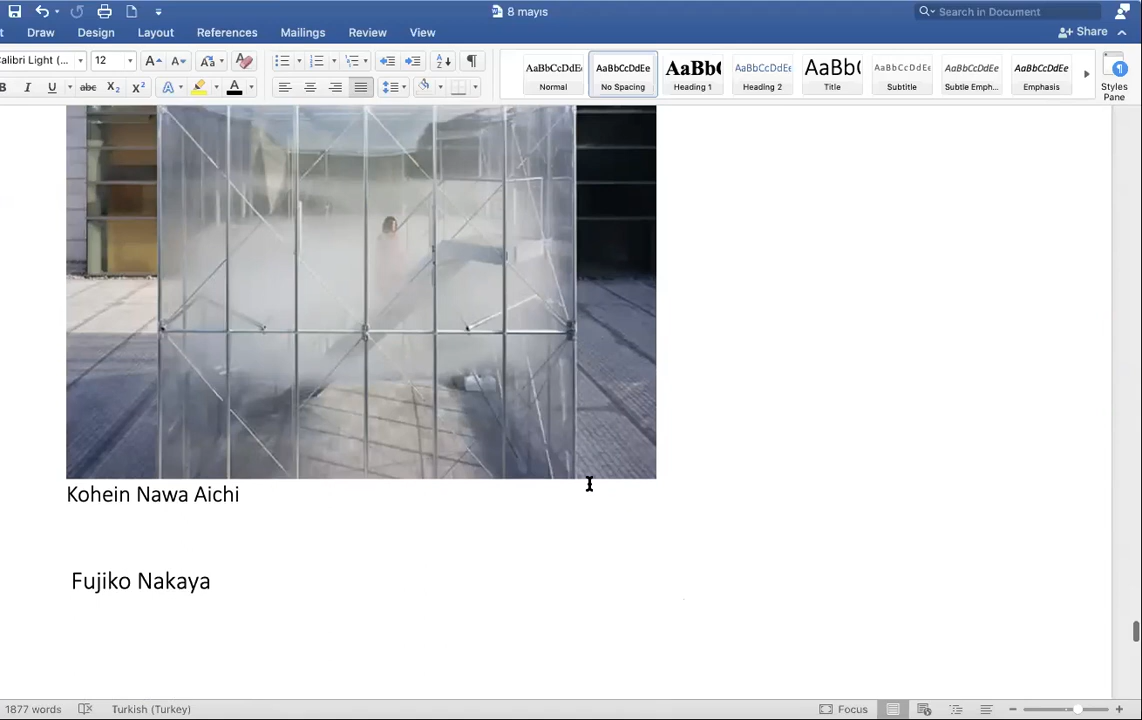 8 mayıs
Search in Document
Draw Design Layout References Mailings Review View
Share
Calibri Light (... 12
AaBbCcDdE AaBbCcDdEe AaBb( AaBbCcDdEe AaBb( AaBbCcDdEe AaBbCcDdEe AaBbCcDdEe
Normal No Spacing Heading 1 Heading 2 Title Subtitle Subtle Emph... Emphasis
Styles
Pane
Kohein Nawa Aichi
Fujiko Nakaya
1877 words
Turkish (Turkey)
Focus